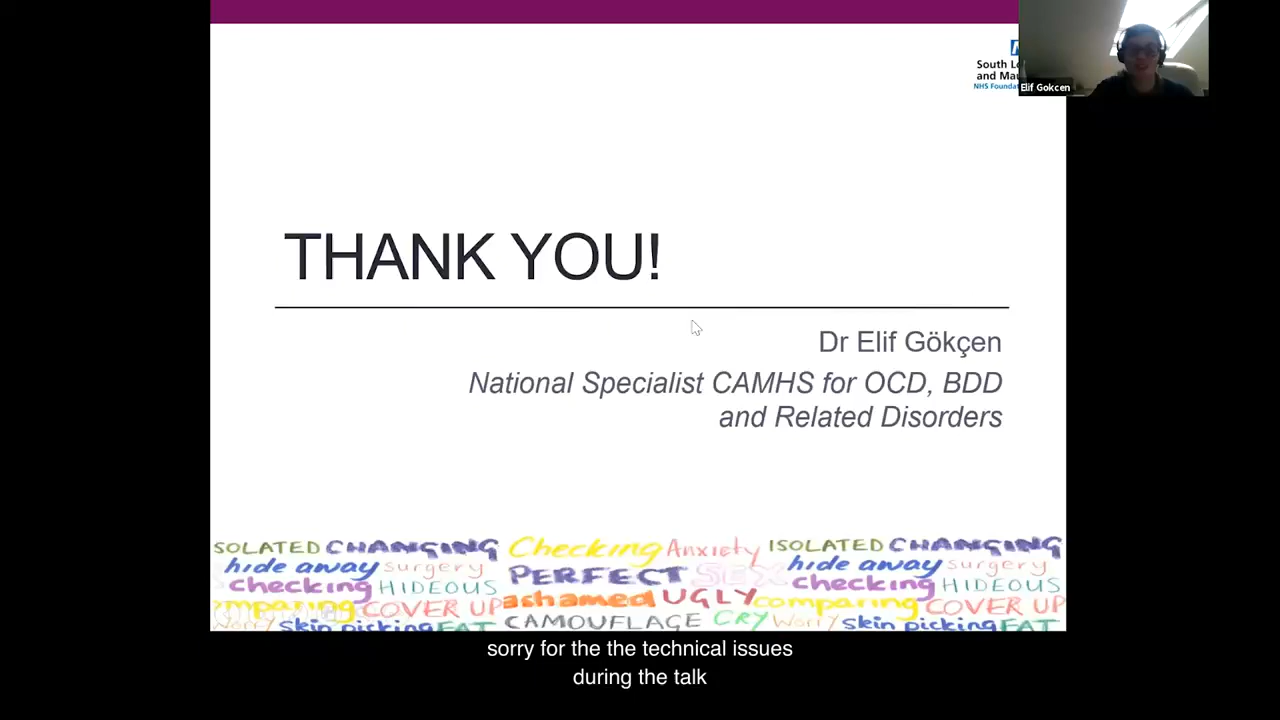 South Lo
and Mau
NHS Foundat
Elif Gokcen
THANK YOU!
Dr Elif Gökçen
National Specialist CAMHS for OCD, BDD
and Related Disorders
ISOLATED CHANGING Checking Anxiety ISOLATED CHANGING
hide away surgery PERFECT SEX hide away surgery
checking HIDEOUS ashamed UGLY checking HIDEOUS
omparing COVER UP CAMOUFLAGE CRY comparing COVER UP
Worry skin picking FAT Worry skin picking FAT
sorry for the the technical issues
during the talk